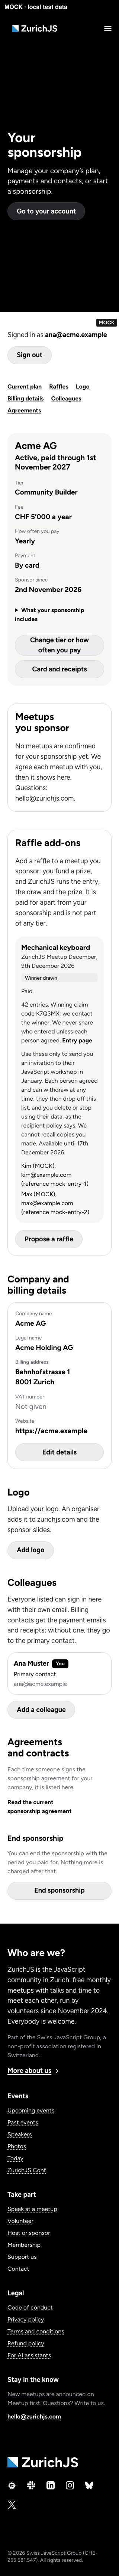 MOCK - local test data
ZurichJS
Your
sponsorship
Manage your company's plan,
payments and contacts, or start
a sponsorship.
Go to your account
MOCK
Signed in as ana@acme.example
Sign out
Current plan Raffles Logo
Billing details Colleagues
Agreements
Acme AG
Active, paid through 1st
November 2027
Tier
Community Builder
Fee
CHF 5'000 a year
How often you pay
Yearly
Payment
By card
Sponsor since
2nd November 2026
What your sponsorship
includes
Change tier or how
often you pay
Card and receipts
Meetups
you sponsor
No meetups are confirmed
for your sponsorship yet. We
agree each meetup with you,
then it shows here.
Questions:
hello@zurichjs.com.
Raffle add-ons
Add a raffle to a meetup you
sponsor: you fund a prize,
and ZurichJS runs the entry,
the draw and the prize. It is
paid for apart from your
sponsorship and is not part
of any tier.
Mechanical keyboard
ZurichJS Meetup December,
9th December 2026
Winner drawn
Paid.
42 entries. Winning claim
code K7Q3MX; we contact
the winner. We never share
who entered unless each
person agreed. Entry page
Use these only to send you
an invitation to their
JavaScript workshop in
January. Each person agreed
and can withdraw at any
time: they then drop off this
list, and you delete or stop
using their data, as the
recipient policy says. We
cannot recall copies you
made. Available until 17th
December 2026.
Kim (MOCK),
kim@example.com
(reference mock-entry-1)
Max (MOCK),
max@example.com
(reference mock-entry-2)
Propose a raffle
Company and
billing details
Company name
Acme AG
Legal name
Acme Holding AG
Billing address
Bahnhofstrasse 1
8001 Zurich
VAT number
Not given
Website
https://acme.example
Edit details
Logo
Upload your logo. An organiser
adds it to zurichjs.com and the
sponsor slides.
Add logo
Colleagues
Everyone listed can sign in here
with their own email. Billing
contacts get the payment emails
and receipts; without one, they go
to the primary contact.
Ana Muster You
Primary contact
ana@acme.example
Add a colleague
Agreements
and contracts
Each time someone signs the
sponsorship agreement for your
company, it is listed here.
Read the current
sponsorship agreement
End sponsorship
You can end the sponsorship with the
period you paid for. Nothing more is
charged after that.
End sponsorship
Who are we?
ZurichJS is the JavaScript
community in Zurich: free monthly
meetups with talks and time to
meet each other, run by
volunteers since November 2024.
Everybody is welcome.
Part of the Swiss JavaScript Group, a
non-profit association registered in
Switzerland.
More about us
Events
Upcoming events
Past events
Speakers
Photos
Today
ZurichJS Conf
Take part
Speak at a meetup
Volunteer
Host or sponsor
Membership
Support us
Contact
Legal
Code of conduct
Privacy policy
Terms and conditions
Refund policy
For AI assistants
Stay in the know
New meetups are announced on
Meetup first. Questions? Write to us.
hello@zurichjs.com
ZurichJS
© 2026 Swiss JavaScript Group (CHE-
255.581.547). All rights reserved.